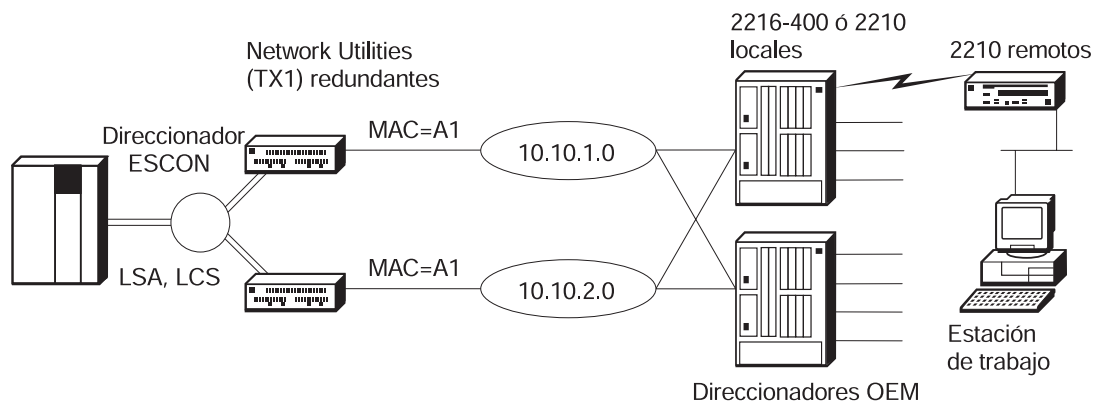 2216-400 ó 2210
locales
2210 remotos
Network Utilities
(TX1) redundantes
Direccionador
ESCON
MAC=A1
10.10.1.0
LSA, LCS
MAC=A1
10.10.2.0
Estación
de trabajo
Direccionadores OEM